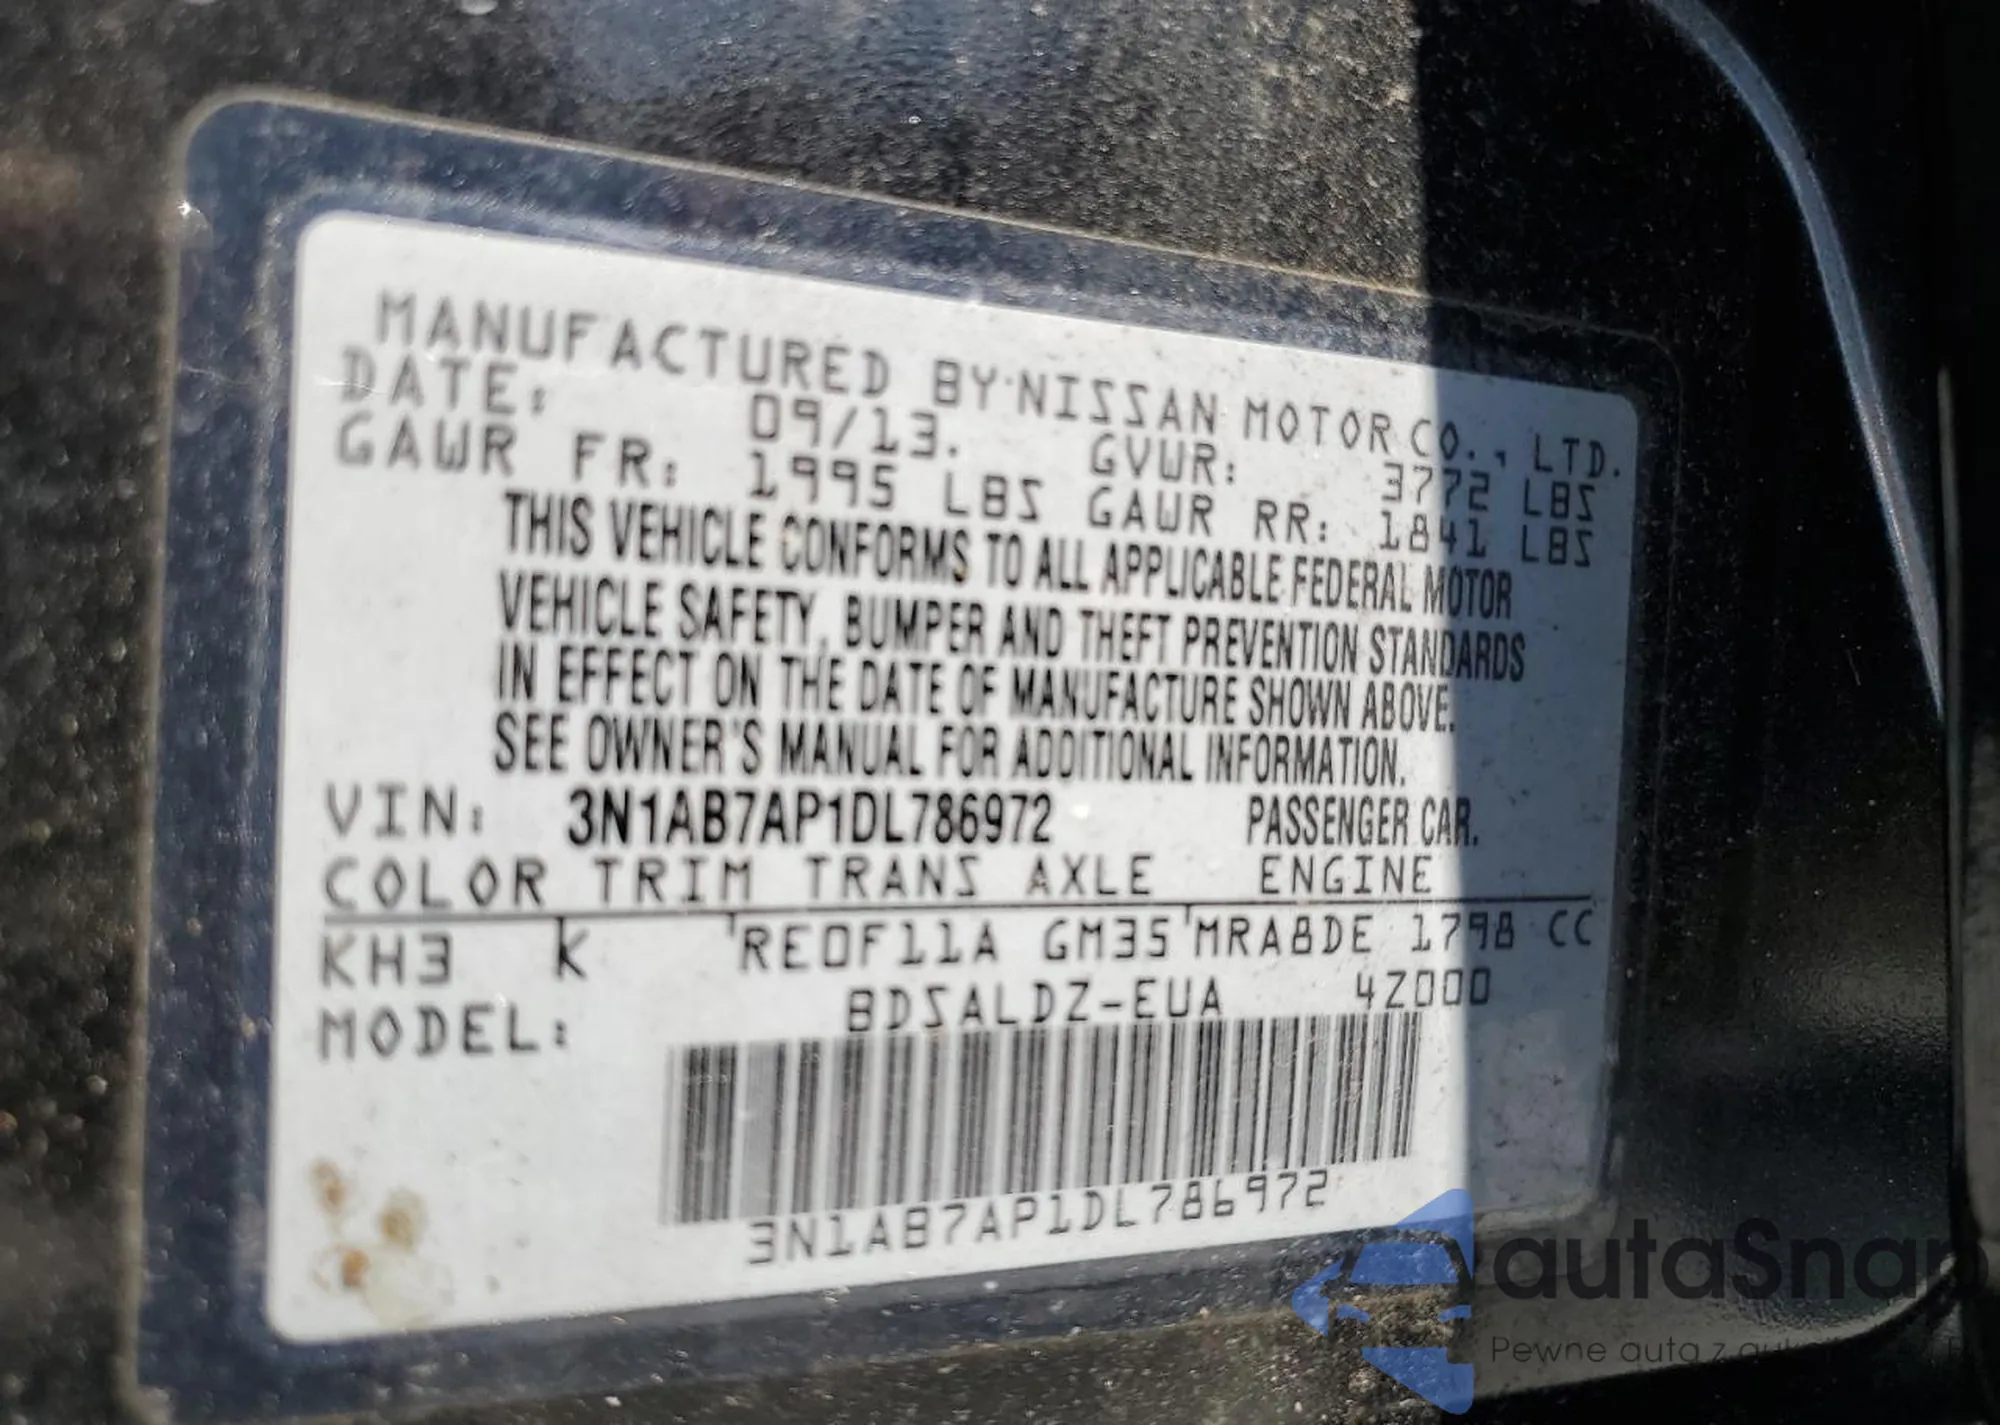 MANUFACTURED BY NISSAN MOTOR CO., LTD.
DATE: 09/13. GVWR: 3772 LBS
GAWR FR: 1995 LBS GAWR RR: 1841 LBS
THIS VEHICLE CONFORMS TO ALL APPLICABLE FEDERAL MOTOR
VEHICLE SAFETY, BUMPER AND THEFT PREVENTION STANDARDS
IN EFFECT ON THE DATE OF MANUFACTURE SHOWN ABOVE.
SEE OWNER'S MANUAL FOR ADDITIONAL INFORMATION.
VIN: 3N1AB7AP1DL786972 PASSENGER CAR.
COLOR TRIM TRANS AXLE ENGINE
KH3 K RE0F11A GM35 MRA8DE 1798 CC
MODEL: BDSALDZ-EUA 4Z000
3N1AB7AP1DL786972
autaSnap
Pewne auta z